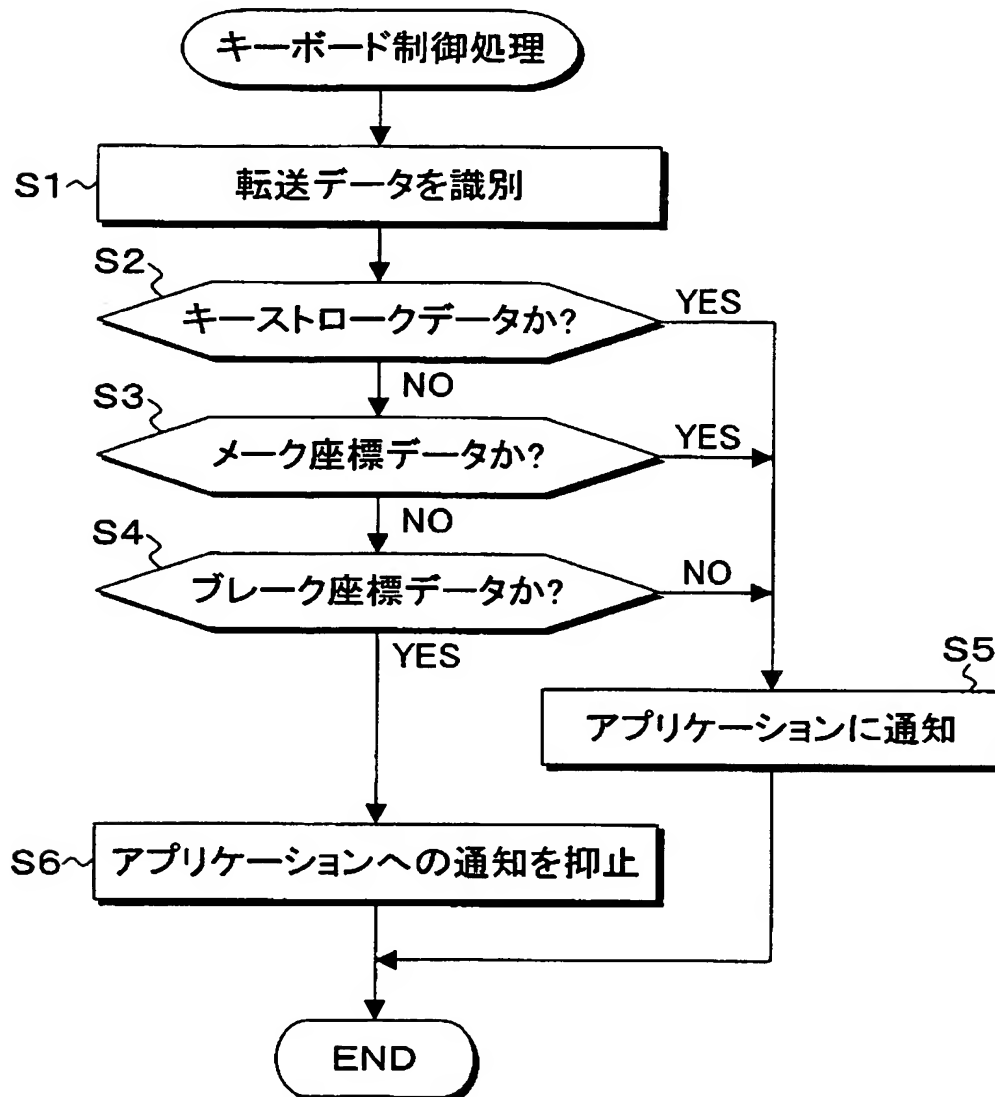 キーボード制御処理
S1
転送データを識別
S2
キーストロークデータか?
YES
NO
S3
メーク座標データか?
YES
NO
S4
ブレーク座標データか?
NO
YES
S5
アプリケーションに通知
S6
アプリケーションへの通知を抑止
END